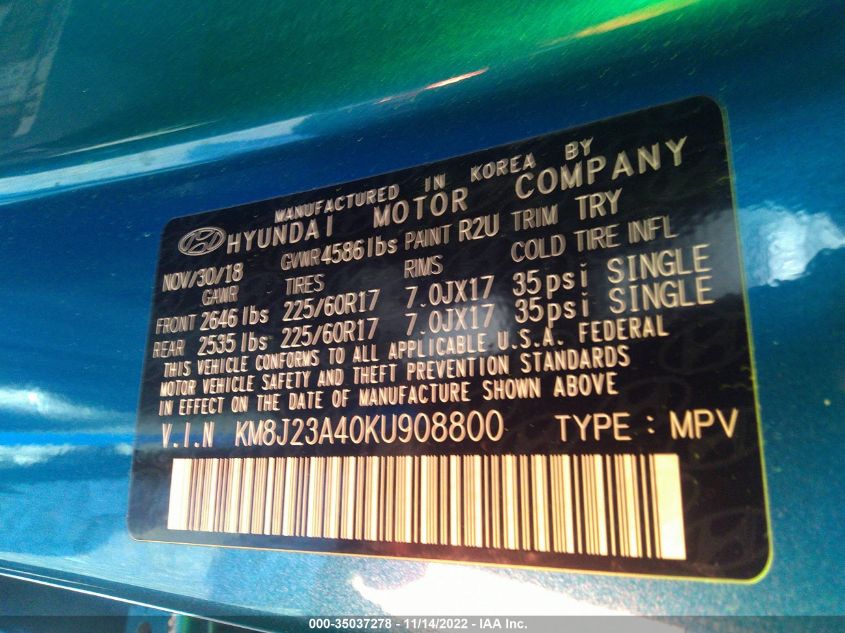 MANUFACTURED IN KOREA BY
HYUNDAI MOTOR COMPANY
NOV/30/18 GVWR 4586 lbs PAINT R2U TRIM TRY
GAWR TIRES RIMS COLD TIRE INFL
FRONT 2646 lbs 225/60R17 7.0JX17 35psi SINGLE
REAR 2535 lbs 225/60R17 7.0JX17 35psi SINGLE
THIS VEHICLE CONFORMS TO ALL APPLICABLE U.S.A. FEDERAL
MOTOR VEHICLE SAFETY AND THEFT PREVENTION STANDARDS
IN EFFECT ON THE DATE OF MANUFACTURE SHOWN ABOVE
V.I.N KM8J23A40KU908800 TYPE : MPV
000-35037278 - 11/14/2022 - IAA Inc.